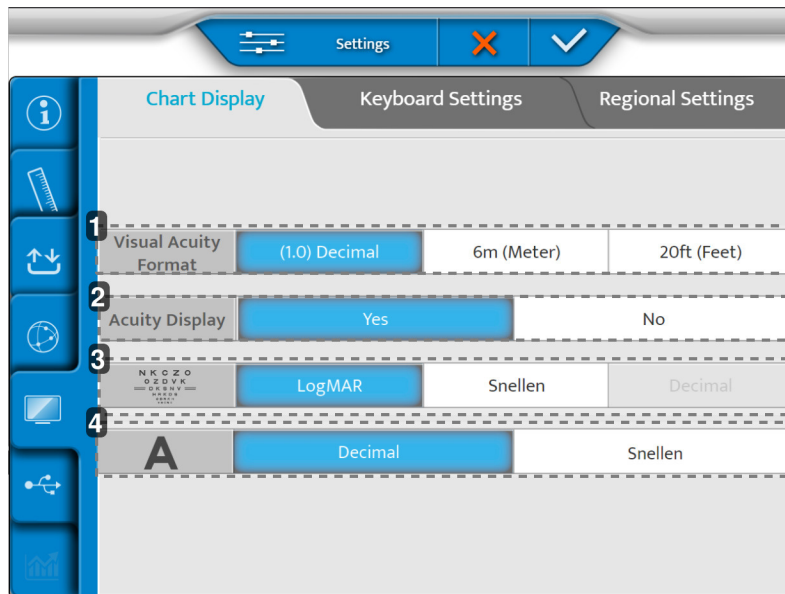 Settings
Chart Display Keyboard Settings Regional Settings
1
Visual Acuity Format (1.0) Decimal 6m (Meter) 20ft (Feet)
2
Acuity Display Yes No
3
N K C Z O
O Z D V K
D K S N V
LogMAR Snellen Decimal
4
A Decimal Snellen